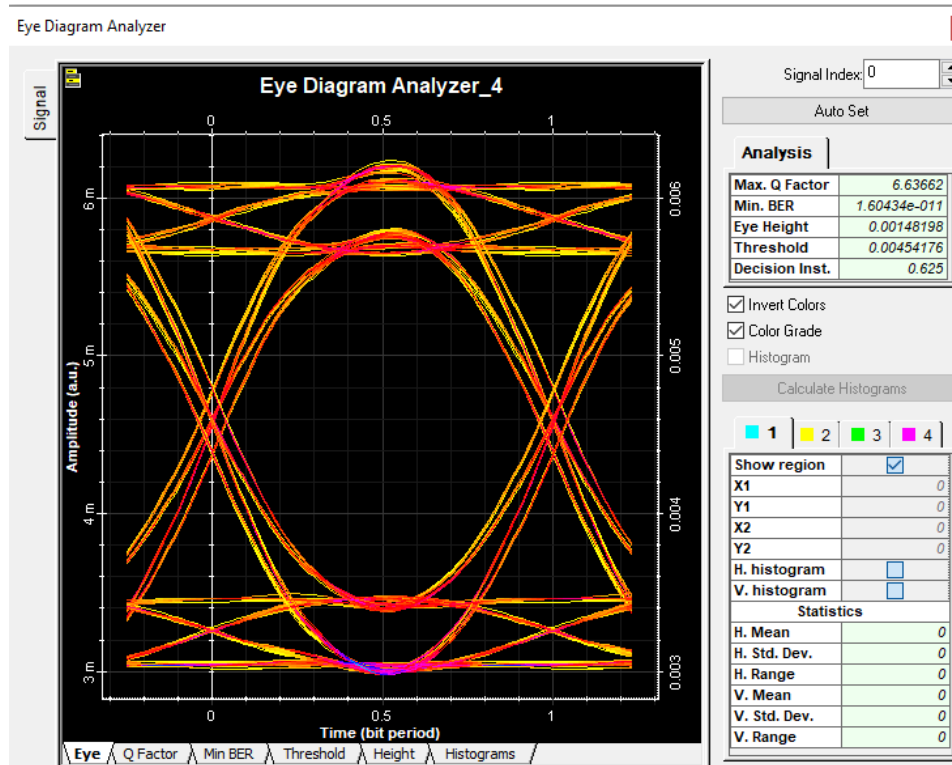 Eye Diagram Analyzer
Signal
Eye Diagram Analyzer_4
0 0.5 1
6 m
5 m
4 m
3 m
Amplitude (a.u.)
0.006
0.005
0.004
0.003
0 0.5 1
Time (bit period)
Eye Q Factor Min BER Threshold Height Histograms
Signal Index: 0
Auto Set
Analysis
Max. Q Factor 6.63662
Min. BER 1.60434e-011
Eye Height 0.00148198
Threshold 0.00454176
Decision Inst. 0.625
Invert Colors
Color Grade
Histogram
Calculate Histograms
1 2 3 4
Show region
X1 0
Y1 0
X2 0
Y2 0
H. histogram
V. histogram
Statistics
H. Mean 0
H. Std. Dev. 0
H. Range 0
V. Mean 0
V. Std. Dev. 0
V. Range 0